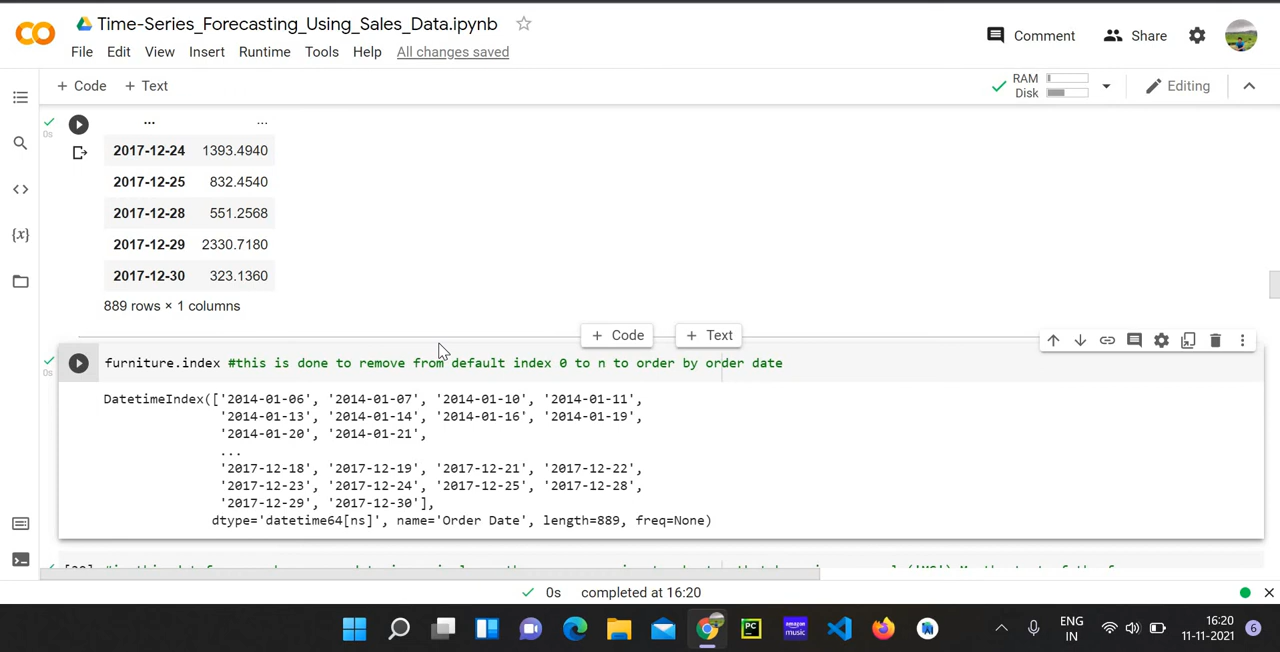 Time-Series_Forecasting_Using_Sales_Data.ipynb
File Edit View Insert Runtime Tools Help All changes saved
Comment Share
+ Code + Text
RAM
Disk
Editing
0s
... ...
2017-12-24 1393.4940
2017-12-25 832.4540
2017-12-28 551.2568
2017-12-29 2330.7180
2017-12-30 323.1360
889 rows × 1 columns
+ Code + Text
0s
furniture.index #this is done to remove from default index 0 to n to order by order date
DatetimeIndex(['2014-01-06', '2014-01-07', '2014-01-10', '2014-01-11',
'2014-01-13', '2014-01-14', '2014-01-16', '2014-01-19',
'2014-01-20', '2014-01-21',
...
'2017-12-18', '2017-12-19', '2017-12-21', '2017-12-22',
'2017-12-23', '2017-12-24', '2017-12-25', '2017-12-28',
'2017-12-29', '2017-12-30'],
dtype='datetime64[ns]', name='Order Date', length=889, freq=None)
0s completed at 16:20
PC
amazon music
ENG
IN
16:20
11-11-2021
6